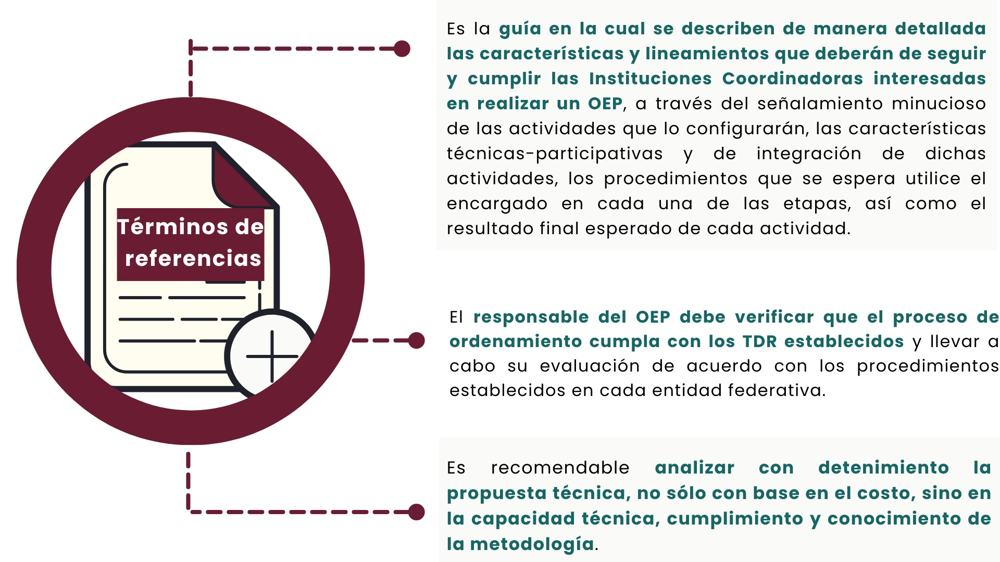 Términos de
referencias
Es la guía en la cual se describen de manera detallada
las características y lineamientos que deberán de seguir
y cumplir las Instituciones Coordinadoras interesadas
en realizar un OEP, a través del señalamiento minucioso
de las actividades que lo configurarán, las características
técnicas-participativas y de integración de dichas
actividades, los procedimientos que se espera utilice el
encargado en cada una de las etapas, así como el
resultado final esperado de cada actividad.
El responsable del OEP debe verificar que el proceso de
ordenamiento cumpla con los TDR establecidos y llevar a
cabo su evaluación de acuerdo con los procedimientos
establecidos en cada entidad federativa.
Es recomendable analizar con detenimiento la
propuesta técnica, no sólo con base en el costo, sino en
la capacidad técnica, cumplimiento y conocimiento de
la metodología.